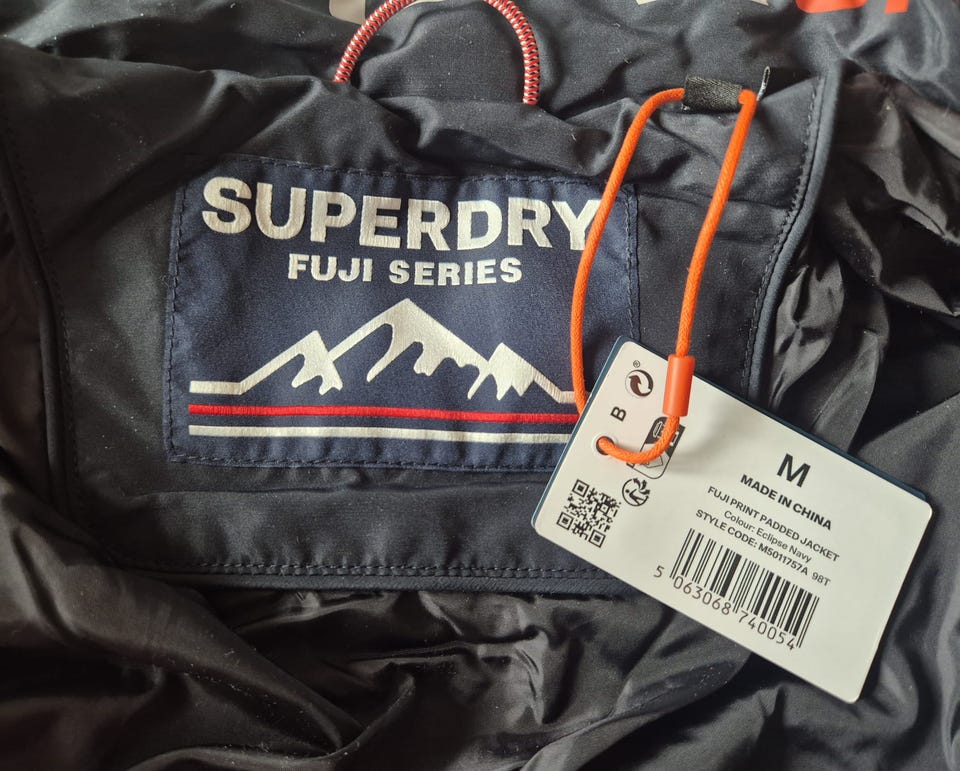 SUPERDRY
FUJI SERIES
B
M
MADE IN CHINA
FUJI PRINT PADDED JACKET
Colour: Eclipse Navy
STYLE CODE: M5011757A 98T
5 063068 740054